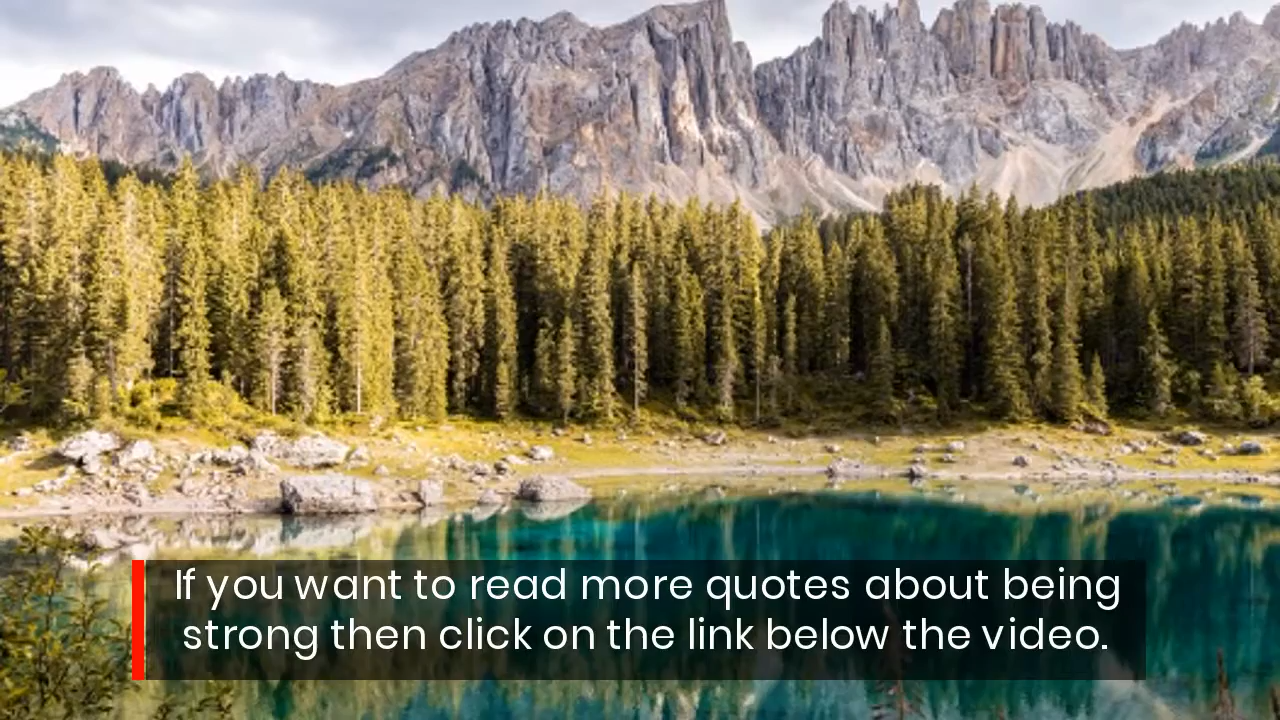 If you want to read more quotes about being
strong then click on the link below the video.